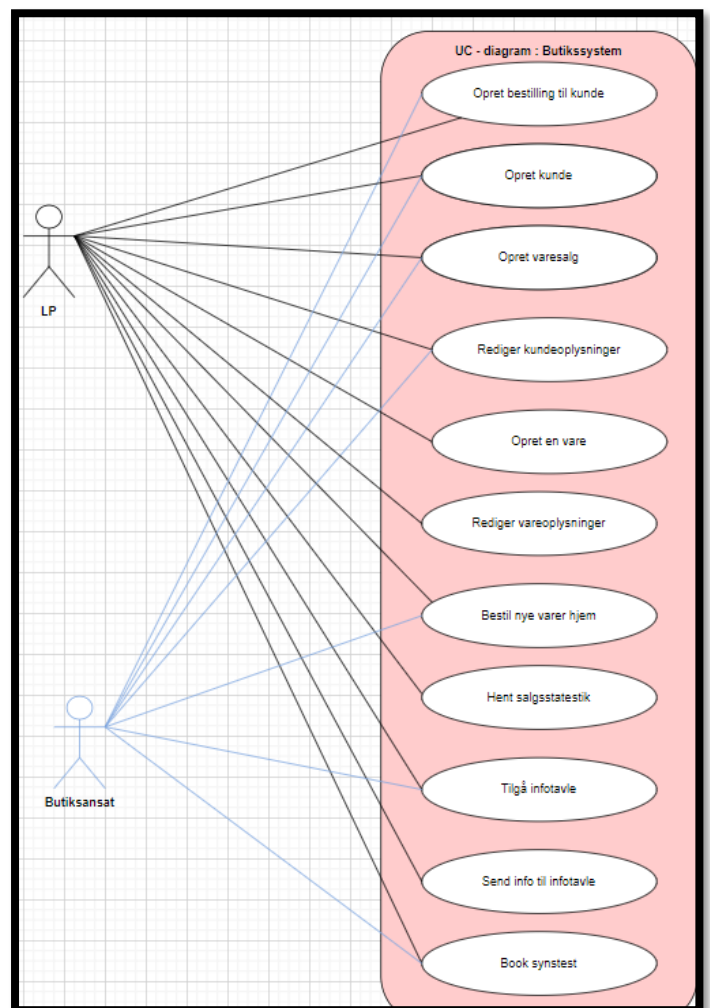 UC - diagram : Butikssystem
Opret bestilling til kunde
Opret kunde
Opret varesalg
LP
Rediger kundeoplysninger
Opret en vare
Rediger vareoplysninger
Bestil nye varer hjem
Hent salgsstatestik
Tilgå infotavle
Butiksansat
Send info til infotavle
Book synstest